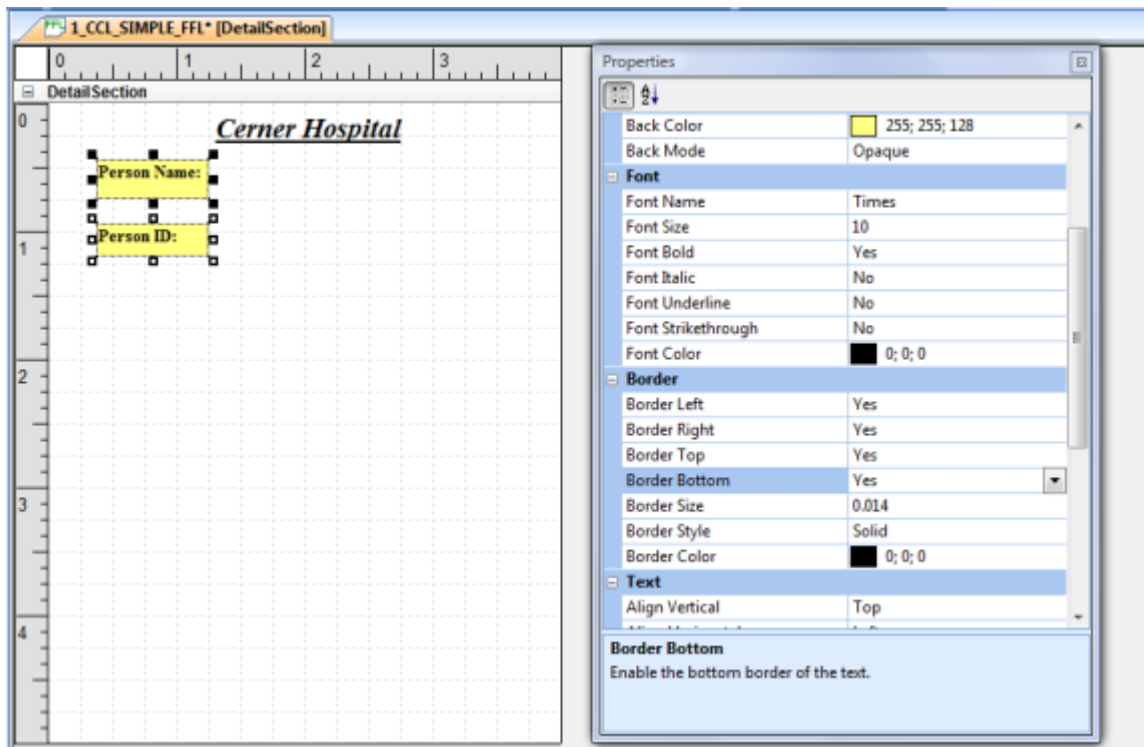 1_CCL_SIMPLE_FFL* [DetailSection]
0 1 2 3
DetailSection
0
Cerner Hospital
Person Name:
Person ID:
1
2
3
4
Properties
Back Color 255; 255; 128
Back Mode Opaque
Font
Font Name Times
Font Size 10
Font Bold Yes
Font Italic No
Font Underline No
Font Strikethrough No
Font Color 0; 0; 0
Border
Border Left Yes
Border Right Yes
Border Top Yes
Border Bottom Yes
Border Size 0.014
Border Style Solid
Border Color 0; 0; 0
Text
Align Vertical Top
Border Bottom
Enable the bottom border of the text.